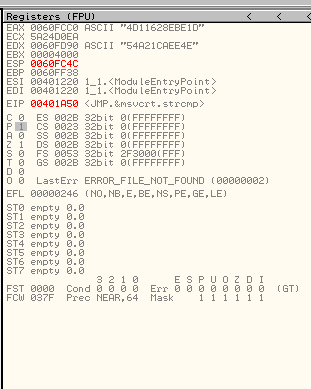 Registers (FPU) < < <
EAX 0060FCC0 ASCII "4D11628EBE1D"
ECX 5A24D0EA
EDX 0060FD90 ASCII "54A21CAEE4E"
EBX 00004000
ESP 0060FC4C
EBP 0060FF38
ESI 00401220 1_1.<ModuleEntryPoint>
EDI 00401220 1_1.<ModuleEntryPoint>
EIP 00401A50 <JMP.&msvcrt.strcmp>
C 0 ES 002B 32bit 0(FFFFFFFF)
P 1 CS 0023 32bit 0(FFFFFFFF)
A 0 SS 002B 32bit 0(FFFFFFFF)
Z 1 DS 002B 32bit 0(FFFFFFFF)
S 0 FS 0053 32bit 2F3000(FFF)
T 0 GS 002B 32bit 0(FFFFFFFF)
D 0
O 0 LastErr ERROR_FILE_NOT_FOUND (00000002)
EFL 00000246 (NO,NB,E,BE,NS,PE,GE,LE)
ST0 empty 0.0
ST1 empty 0.0
ST2 empty 0.0
ST3 empty 0.0
ST4 empty 0.0
ST5 empty 0.0
ST6 empty 0.0
ST7 empty 0.0
3 2 1 0 E S P U O Z D I
FST 0000 Cond 0 0 0 0 Err 0 0 0 0 0 0 0 0 (GT)
FCW 037F Prec NEAR,64 Mask 1 1 1 1 1 1